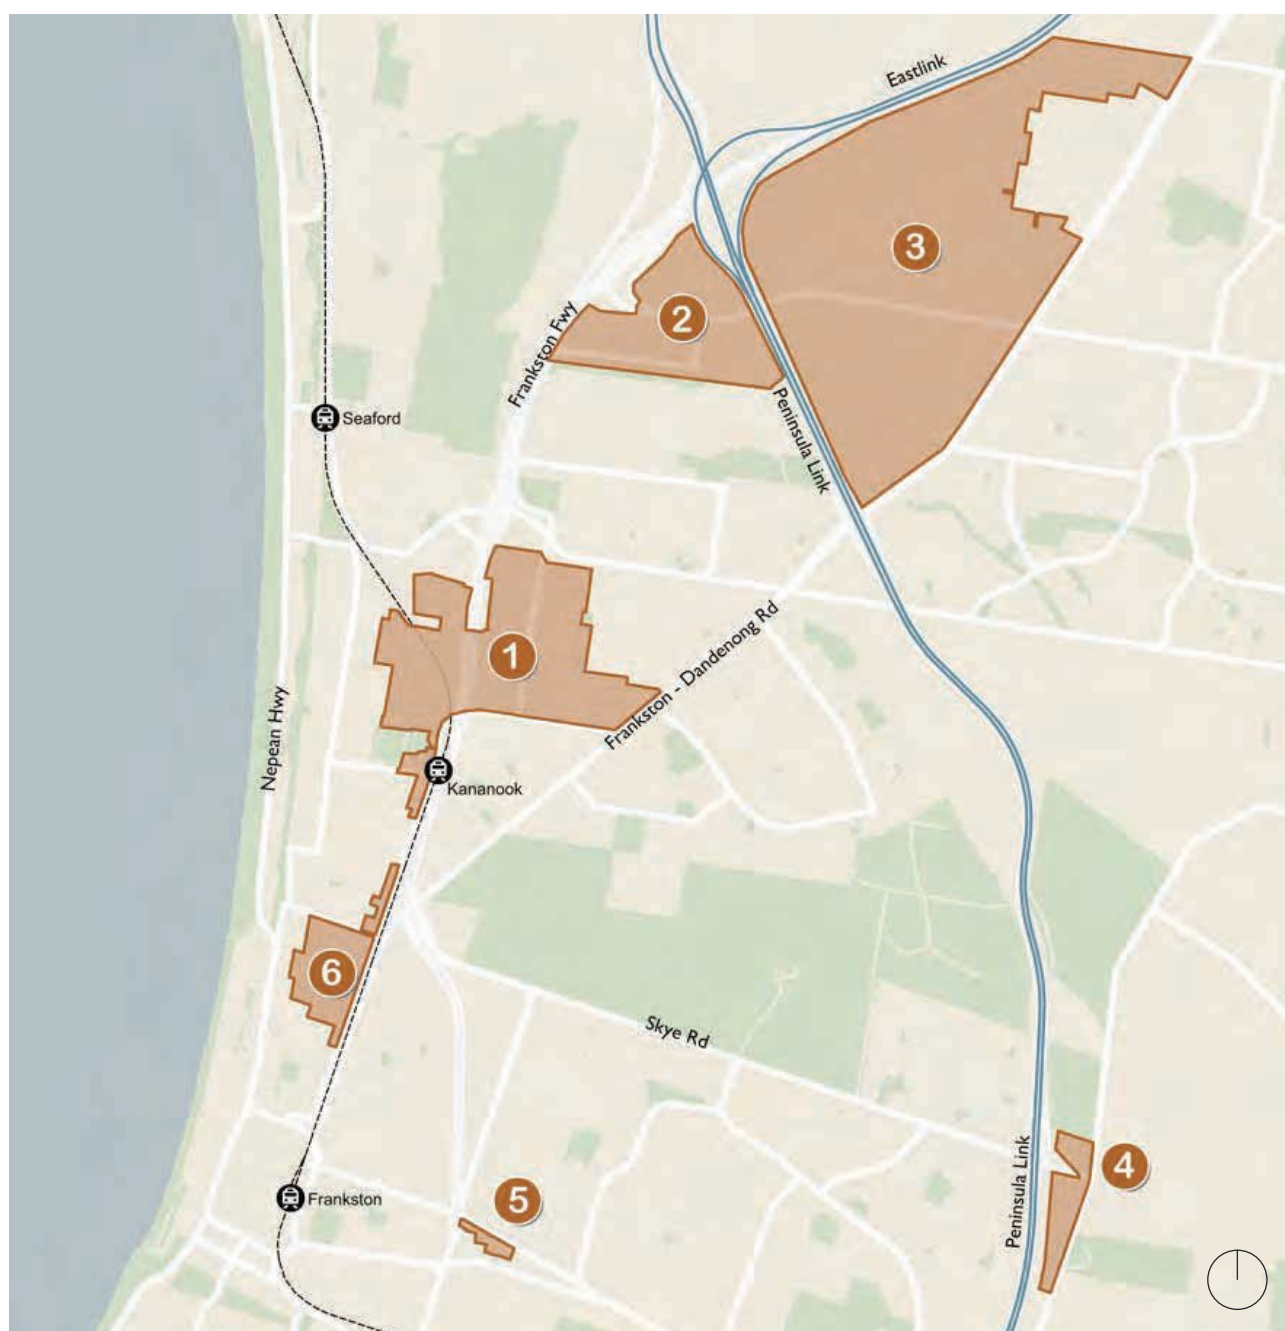 Eastlink
3
2
Frankston Fwy
Seaford
Peninsula Link
1
Frankston - Dandenong Rd
Nepean Hwy
Kananook
6
Skye Rd
Peninsula Link
4
5
Frankston